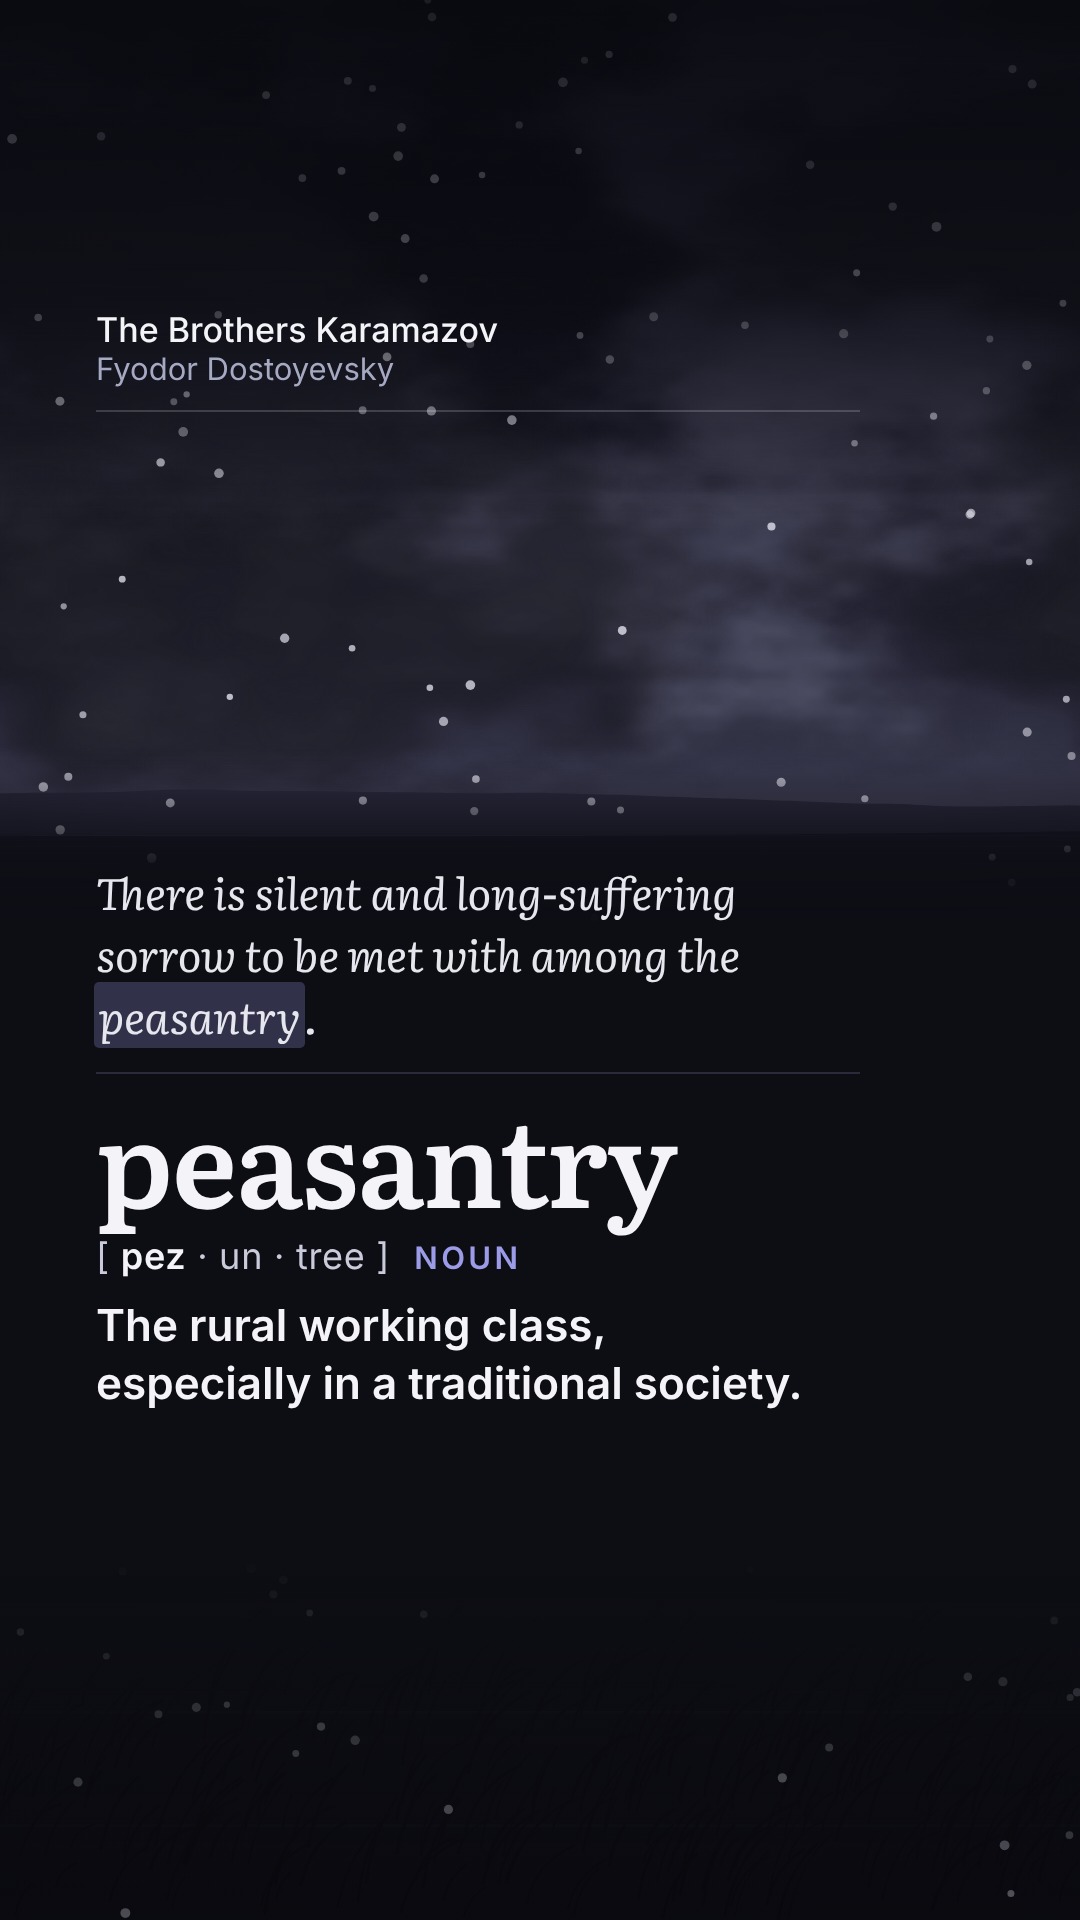 The Brothers Karamazov
Fyodor Dostoyevsky
There is silent and long-suffering
sorrow to be met with among the
peasantry.
peasantry
[ pez · un · tree ] NOUN
The rural working class,
especially in a traditional society.